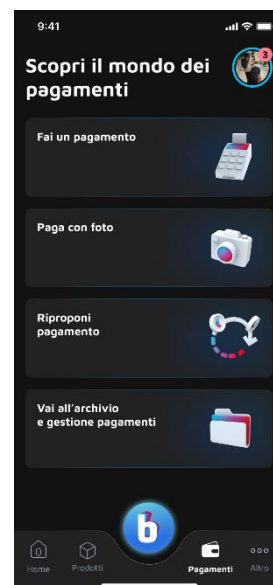 9:41
3
Scopri il mondo dei
pagamenti
Fai un pagamento
Paga con foto
Riproponi
pagamento
Vai all'archivio
e gestione pagamenti
b
Home
Prodotti
Pagamenti
Altro